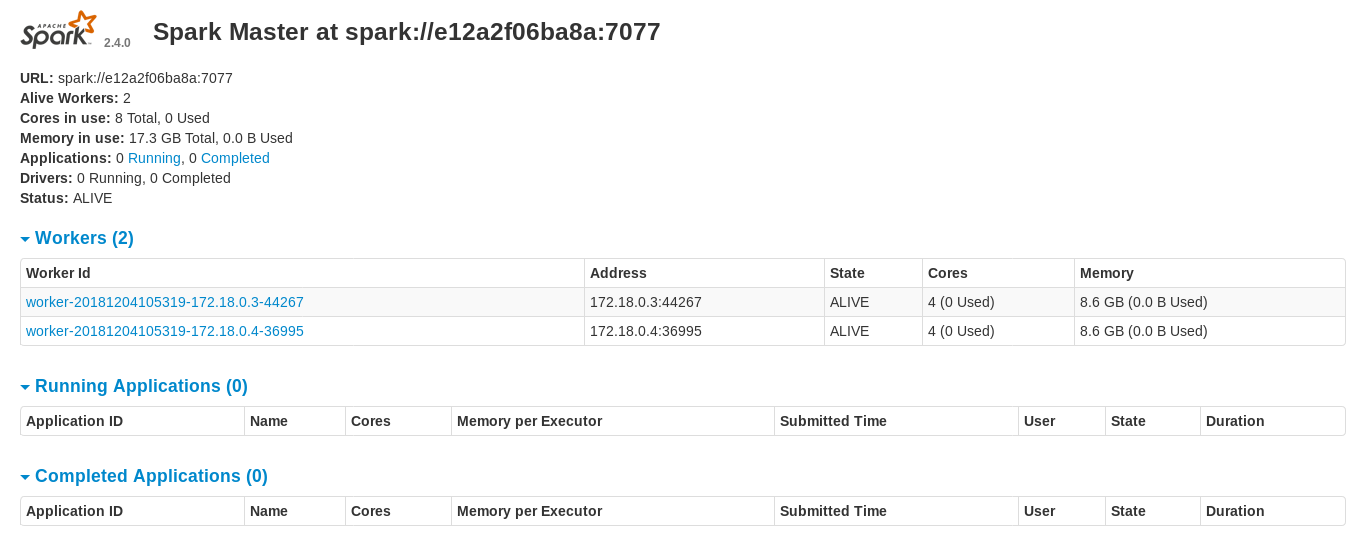 APACHE
Spark 2.4.0 Spark Master at spark://e12a2f06ba8a:7077
URL: spark://e12a2f06ba8a:7077
Alive Workers: 2
Cores in use: 8 Total, 0 Used
Memory in use: 17.3 GB Total, 0.0 B Used
Applications: 0 Running, 0 Completed
Drivers: 0 Running, 0 Completed
Status: ALIVE
Workers (2)
Worker Id Address State Cores Memory
worker-20181204105319-172.18.0.3-44267 172.18.0.3:44267 ALIVE 4 (0 Used) 8.6 GB (0.0 B Used)
worker-20181204105319-172.18.0.4-36995 172.18.0.4:36995 ALIVE 4 (0 Used) 8.6 GB (0.0 B Used)
Running Applications (0)
Application ID Name Cores Memory per Executor Submitted Time User State Duration
Completed Applications (0)
Application ID Name Cores Memory per Executor Submitted Time User State Duration